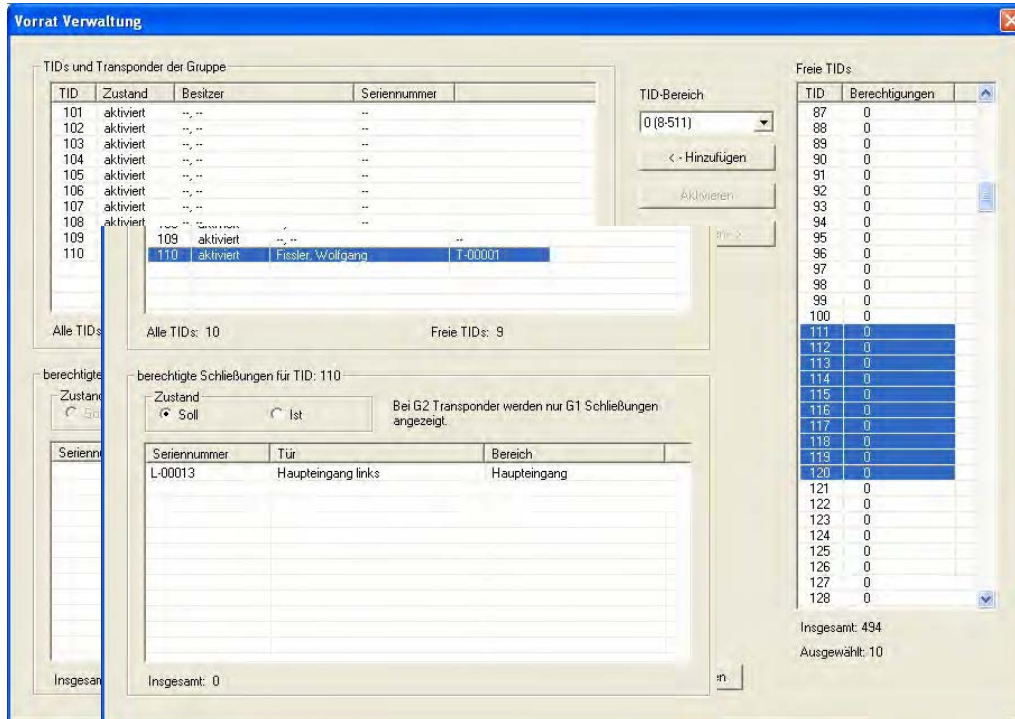 Vorrat Verwaltung
TIDs und Transponder der Gruppe
TID Zustand Besitzer Seriennummer
101 aktiviert --, -- --
102 aktiviert --, -- --
103 aktiviert --, -- --
104 aktiviert --, -- --
105 aktiviert --, -- --
106 aktiviert --, -- --
107 aktiviert --, -- --
108 aktiviert --, -- --
109
110
Alle TIDs
109 aktiviert --, -- --
110 aktiviert Fissler, Wolfgang T-00001
Alle TIDs: 10 Freie TIDs: 9
TID-Bereich
0 (8-511)
< - Hinzufügen
Aktivieren
berechtigte
Zustand
Seriennu
Insgesam
berechtigte Schließungen für TID: 110
Zustand
Soll Ist
Bei G2 Transponder werden nur G1 Schließungen
angezeigt.
Seriennummer Tür Bereich
L-00013 Haupteingang links Haupteingang
Insgesamt: 0
en
Freie TIDs
TID Berechtigungen
87 0
88 0
89 0
90 0
91 0
92 0
93 0
94 0
95 0
96 0
97 0
98 0
99 0
100 0
111 0
112 0
113 0
114 0
115 0
116 0
117 0
118 0
119 0
120 0
121 0
122 0
123 0
124 0
125 0
126 0
127 0
128 0
Insgesamt: 494
Ausgewählt: 10